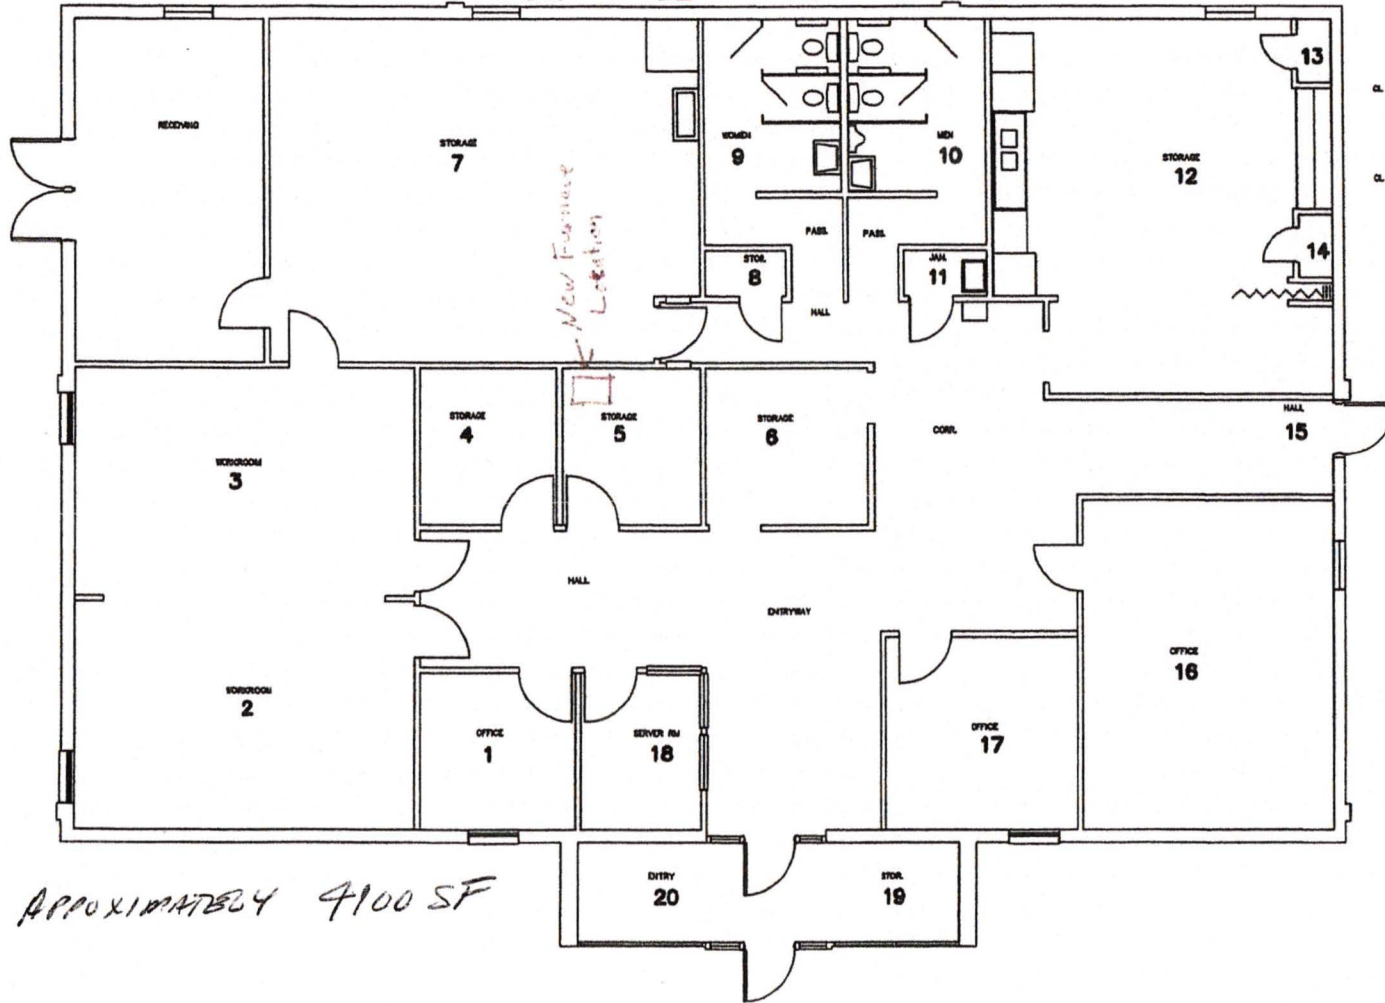 13
CL.
RECEIVING
STORAGE
7
WOMEN
9
MEN
10
STORAGE
12
CL.
New Furnace
Location
PASS.
PASS.
STOR.
8
JAN.
11
14
HALL
STORAGE
4
STORAGE
5
STORAGE
6
CORR.
HALL
15
WORKROOM
3
HALL
ENTRYWAY
OFFICE
16
WORKROOM
2
OFFICE
1
SERVER RM
18
OFFICE
17
APPROXIMATELY 4100 SF
ENTRY
20
STOR.
19